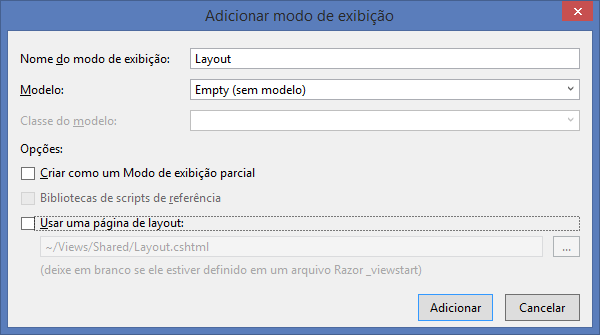 Adicionar modo de exibição
Nome do modo de exibição: Layout
Modelo: Empty (sem modelo)
Classe do modelo:
Opções:
Criar como um Modo de exibição parcial
Bibliotecas de scripts de referência
Usar uma página de layout:
~/Views/Shared/Layout.cshtml ...
(deixe em branco se ele estiver definido em um arquivo Razor _viewstart)
Adicionar Cancelar